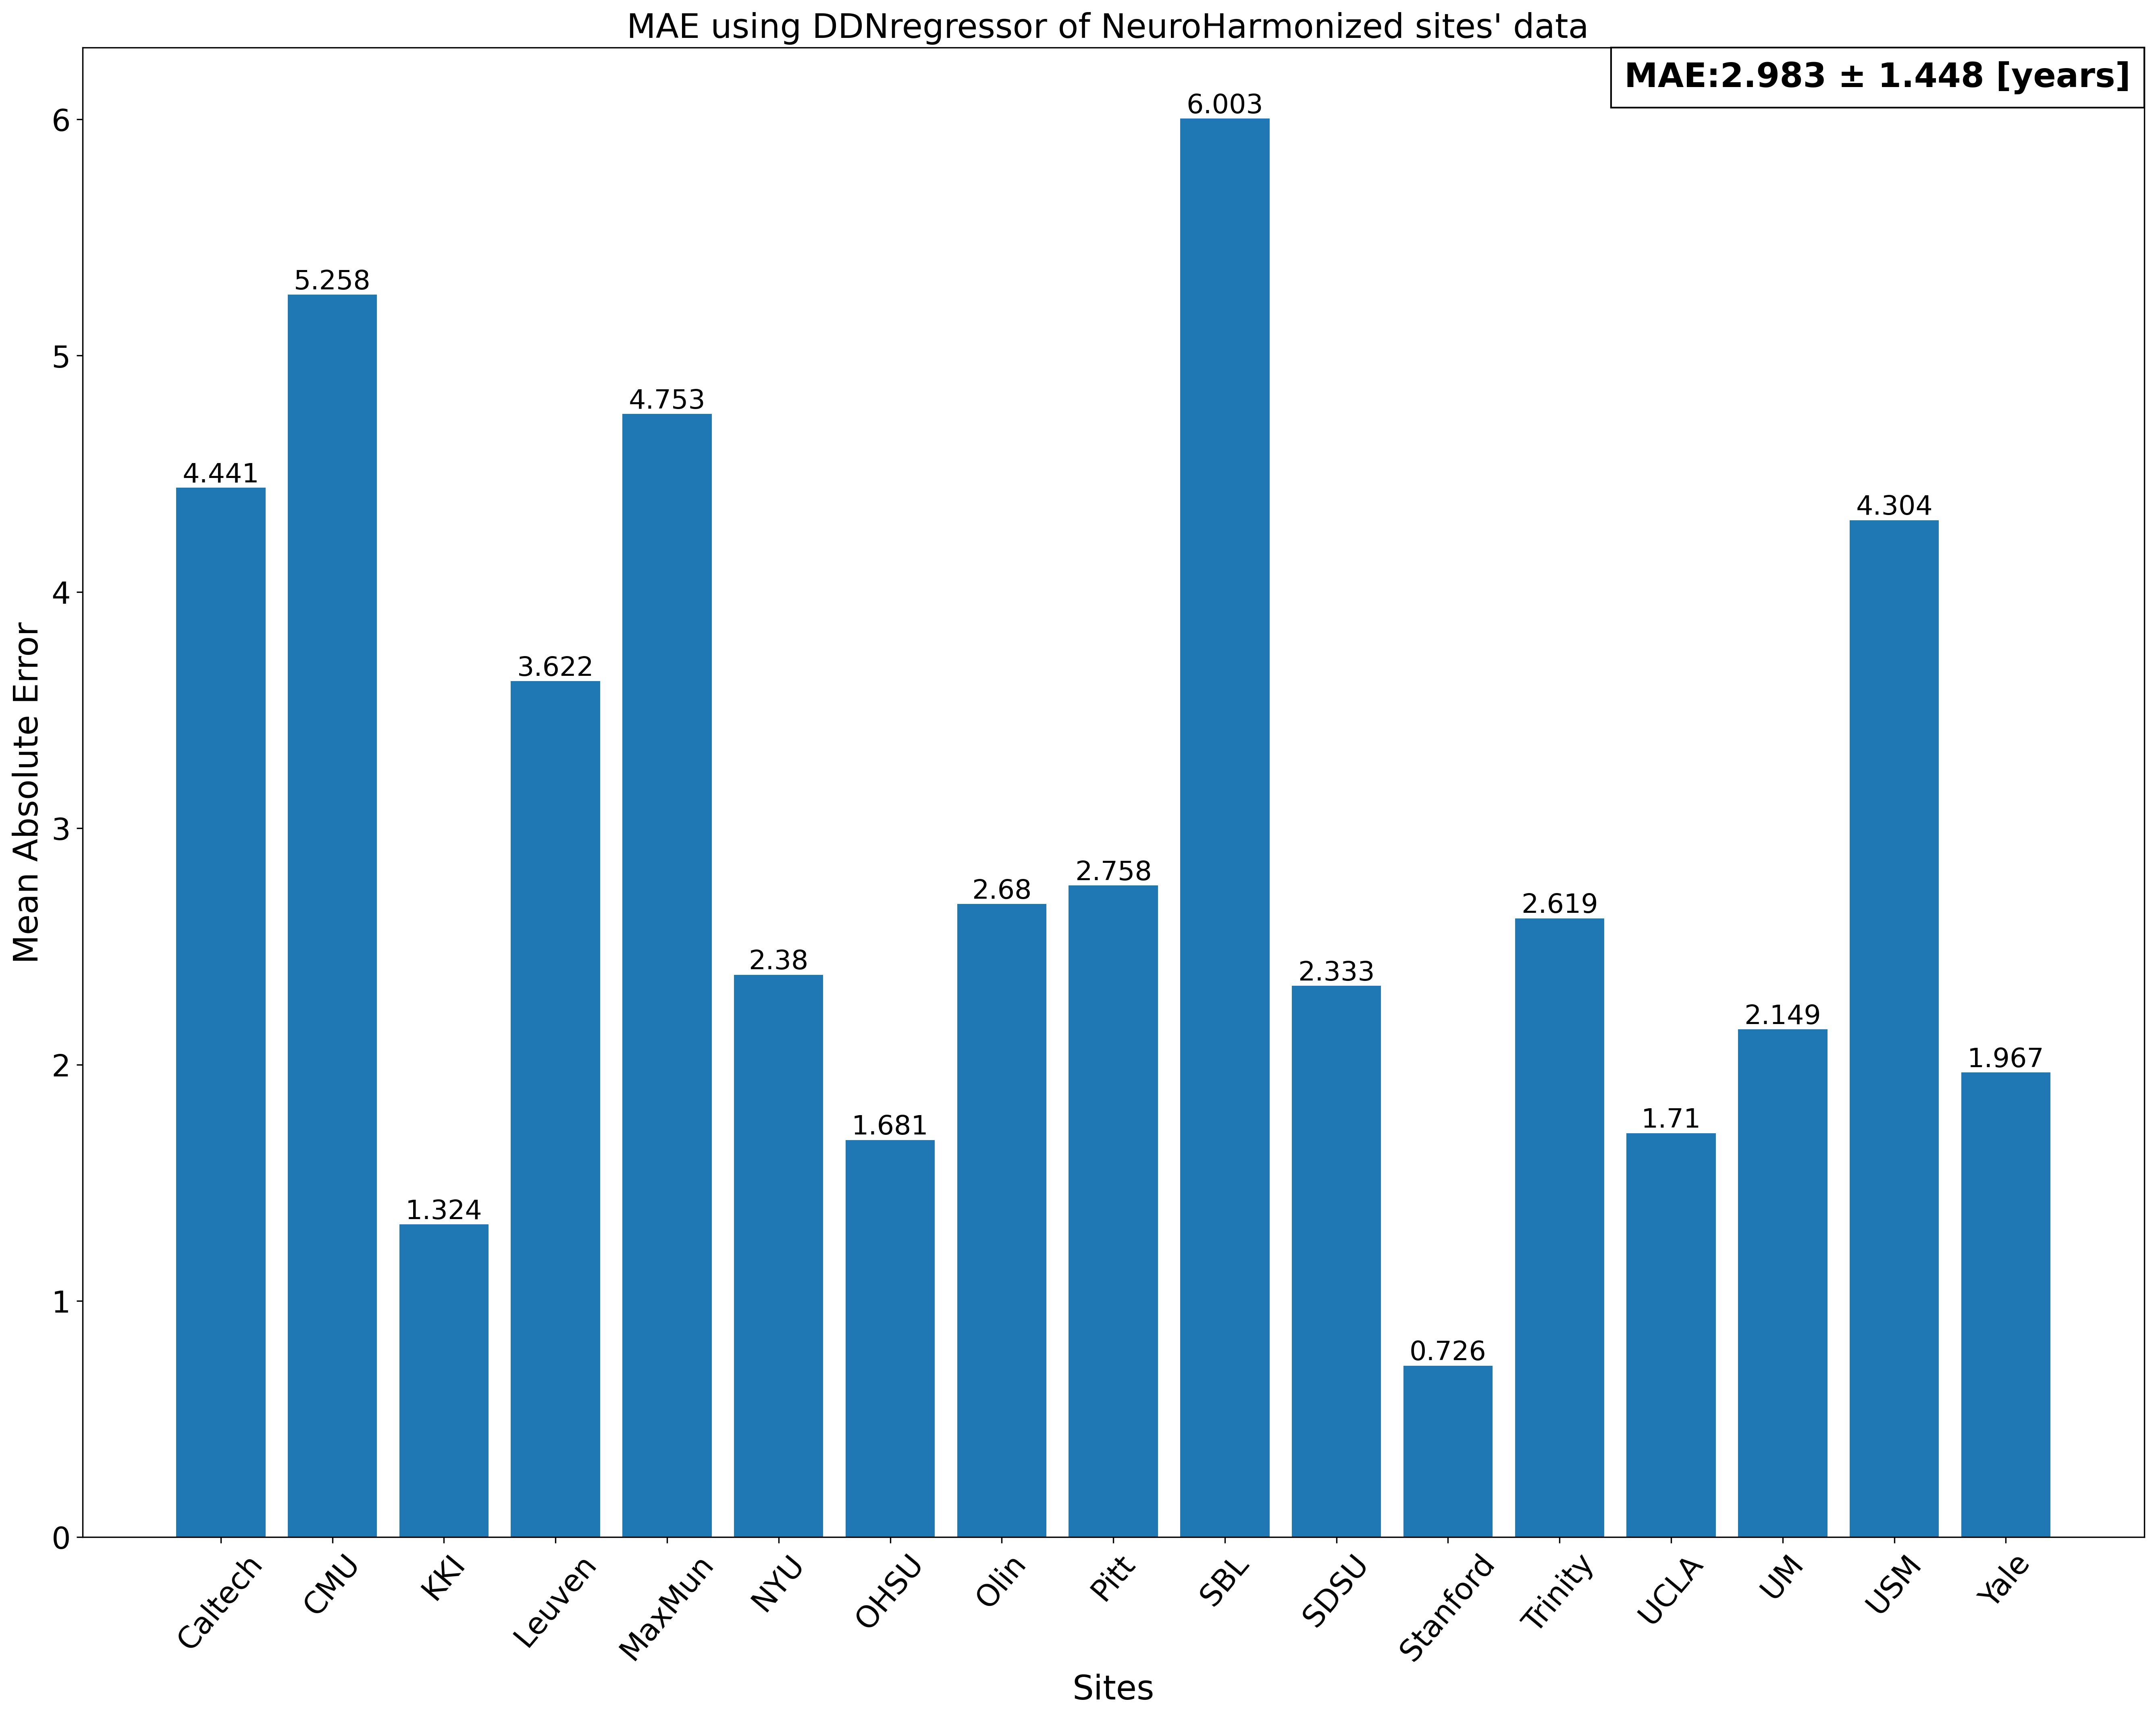 MAE using DDNregressor of NeuroHarmonized sites' data
MAE:2.983 ± 1.448 [years]
Mean Absolute Error
6
5
4
3
2
1
0
4.441
5.258
1.324
3.622
4.753
2.38
1.681
2.68
2.758
6.003
2.333
0.726
2.619
1.71
2.149
4.304
1.967
Caltech
CMU
KKI
Leuven
MaxMun
NYU
OHSU
Olin
Pitt
SBL
SDSU
Stanford
Trinity
UCLA
UM
USM
Yale
Sites